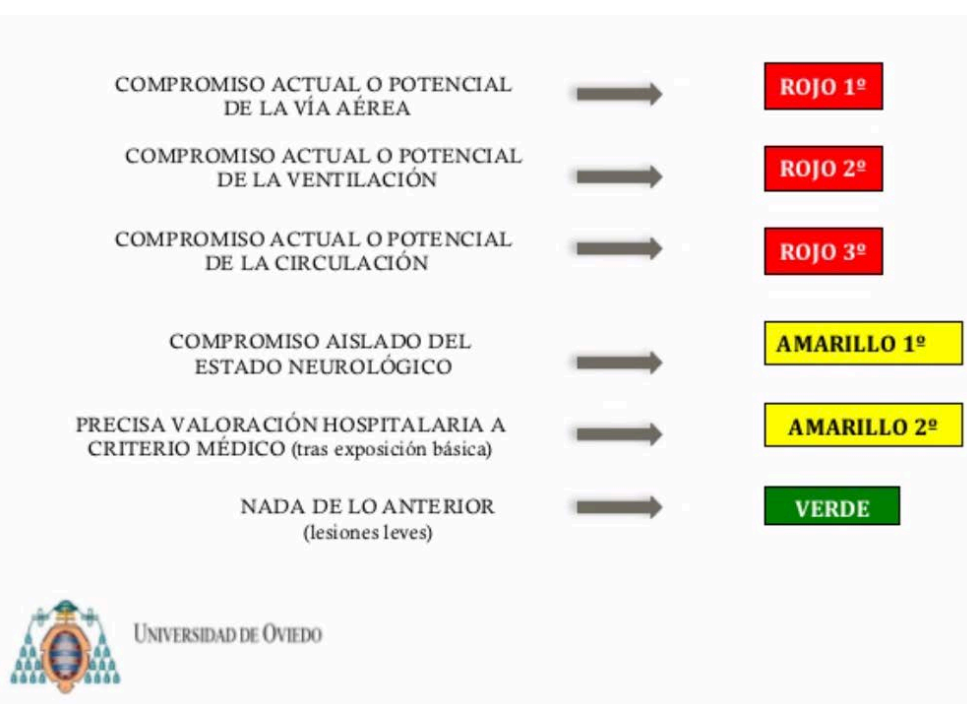 COMPROMISO ACTUAL O POTENCIAL
DE LA VÍA AÉREA
ROJO 1º
COMPROMISO ACTUAL O POTENCIAL
DE LA VENTILACIÓN
ROJO 2º
COMPROMISO ACTUAL O POTENCIAL
DE LA CIRCULACIÓN
ROJO 3º
COMPROMISO AISLADO DEL
ESTADO NEUROLÓGICO
AMARILLO 1º
PRECISA VALORACIÓN HOSPITALARIA A
CRITERIO MÉDICO (tras exposición básica)
AMARILLO 2º
NADA DE LO ANTERIOR
(lesiones leves)
VERDE
UNIVERSIDAD DE OVIEDO